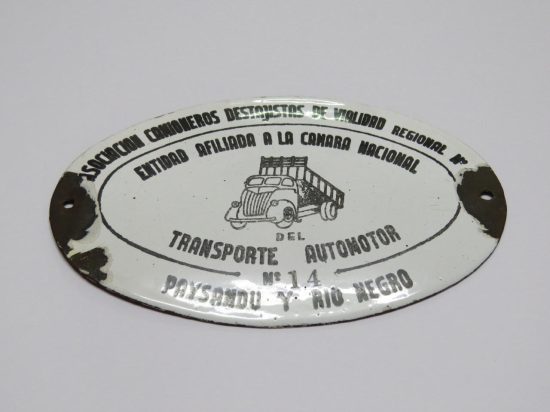 ASOCIACION CAMIONEROS DESTAJISTAS DE VIALIDAD REGIONAL Nº
ENTIDAD AFILIADA A LA CAMARA NACIONAL
DEL
TRANSPORTE AUTOMOTOR
Nº 14
PAYSANDU Y RIO NEGRO